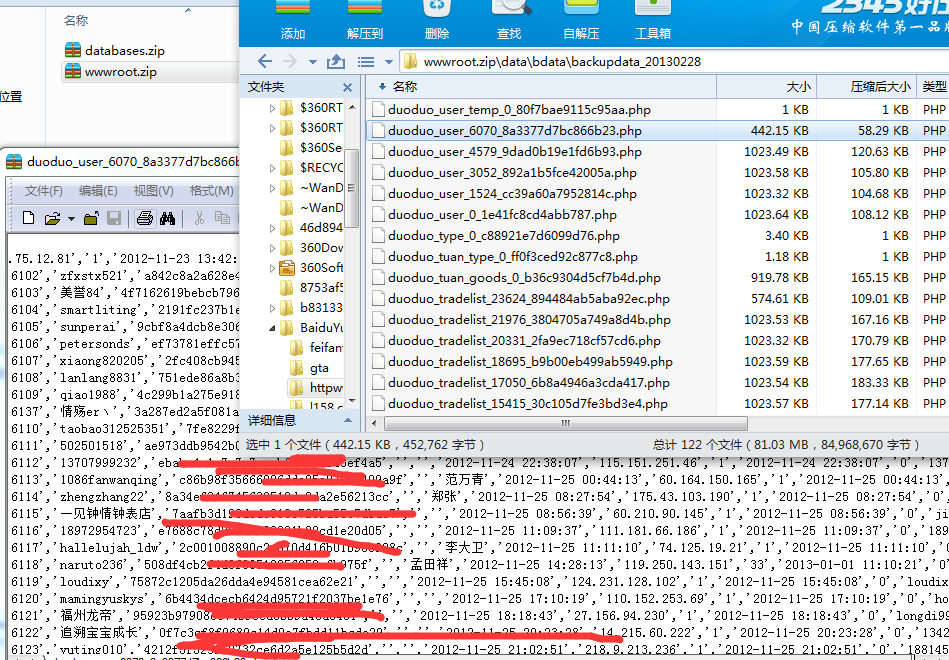 名称
databases.zip
wwwroot.zip
位置
添加 解压到 删除 查找 自解压 工具箱
2345好压
中国压缩软件第一品
wwwroot.zip\data\bdata\backupdata_20130228
文件夹
$360RT
$360RT
$360Se
$RECYC
~WanD
~WanD
46d894
360Dow
360Soft
8753af5
b83133
BaiduYu
feifan
gta
httpw
l158.c
详细信息
名称 大小 压缩后大小 类型
duoduo_user_temp_0_80f7bae9115c95aa.php 1 KB 1 KB PHP
duoduo_user_6070_8a3377d7bc866b23.php 442.15 KB 58.29 KB PHP
duoduo_user_4579_9dad0b19e1fd6b93.php 1023.49 KB 120.63 KB PHP
duoduo_user_3052_892a1b5fce42005a.php 1023.58 KB 105.80 KB PHP
duoduo_user_1524_cc39a60a7952814c.php 1023.32 KB 104.68 KB PHP
duoduo_user_0_1e41fc8cd4abb787.php 1023.64 KB 108.12 KB PHP
duoduo_type_0_c88921e7d6099d76.php 3.40 KB 1 KB PHP
duoduo_tuan_type_0_ff0f3ced92c877c8.php 1.18 KB 1 KB PHP
duoduo_tuan_goods_0_b36c9304d5cf7b4d.php 919.78 KB 165.15 KB PHP
duoduo_tradelist_23624_894484ab5aba92ec.php 574.61 KB 109.01 KB PHP
duoduo_tradelist_21976_3804705a749a8d4b.php 1023.53 KB 167.16 KB PHP
duoduo_tradelist_20331_2fa9ec718cf57cd6.php 1023.32 KB 170.79 KB PHP
duoduo_tradelist_18695_b9b00eb499ab5949.php 1023.59 KB 177.65 KB PHP
duoduo_tradelist_17050_6b8a4946a3cda417.php 1023.54 KB 183.33 KB PHP
duoduo_tradelist_15415_30c105d7fe3bd3e4.php 1023.57 KB 177.14 KB PHP
选中 1 个文件 ( 442.15 KB，452,762 字节 ) 总计 122 个文件 ( 81.03 MB，84,968,670 字节 )
duoduo_user_6070_8a3377d7bc866b
文件(F) 编辑(E) 视图(V) 格式(M)
.75.12.81','1','2012-11-23 13:42:
6102','zfxstx521','a842c8a2a628e4
6103','美誉84','4f7162619bebcb796
6104','smartliting','2191fc237b1e
6105','sunperai','9cbf8a4dcb8e306
6106','petersonds','ef73781effc57
6107','xiaong820205','2fc408cb945
6108','lanlang8831','751ede86a8b3
6109','qiao1988','4c299b1a275e918
6137','情殇erヽ','3a287ed2a5f081a
6110','taobao312525351','7fe8229f
6111','502501518','ae973ddb9542b0
6112','13707999232','eba ef4a5','','','2012-11-24 22:38:07','115.151.251.46','1','2012-11-24 22:38:07','0','137
6113','1086fanwanqing','c86b98f35666 a9f','','范万青','2012-11-25 00:44:13','60.164.150.165','1','2012-11-25 00:44:13'
6114','zhengzhang22','8a34e a2e56213cc','','郑张','2012-11-25 08:27:54','175.43.103.190','1','2012-11-25 08:27:54','0'
6115','一见钟情钟表店','7aafb3d1 '','','2012-11-25 08:56:39','60.210.90.145','1','2012-11-25 08:56:39','0','ji
6116','18972954723','e7688c78d cd1e20d05','','','2012-11-25 11:09:37','111.181.66.186','1','2012-11-25 11:09:37','0','189
6117','hallelujah_ldw','2c001008890c '','李大卫','2012-11-25 11:11:10','74.125.19.21','1','2012-11-25 11:11:10','0
6118','naruto236','508df4cb2 975f','','孟田祥','2012-11-25 14:28:13','119.250.143.151','33','2013-01-01 11:10:21','0'
6119','loudixy','75872c1205da26dda4e94581cea62e21','','','2012-11-25 15:45:08','124.231.128.102','1','2012-11-25 15:45:08','0','loudix
6120','mamingyuskys','6b4434dcecb6424d95721f2037be1e76','','','2012-11-25 17:10:19','110.152.253.69','1','2012-11-25 17:10:19','0','h
6121','福州龙帝','95923b97908 '','','2012-11-25 18:18:43','27.156.94.230','1','2012-11-25 18:18:43','0','longdi99
6122','追溯宝宝成长','0f7c3 '','','2012-11-25 20:23:28','14.215.60.222','1','2012-11-25 20:23:28','0','1342
6123','yuting010','4212f 32ce6d2a5e125b5d2d','','','2012-11-25 21:02:51','218.9.213.236','1','2012-11-25 21:02:51','0','188145